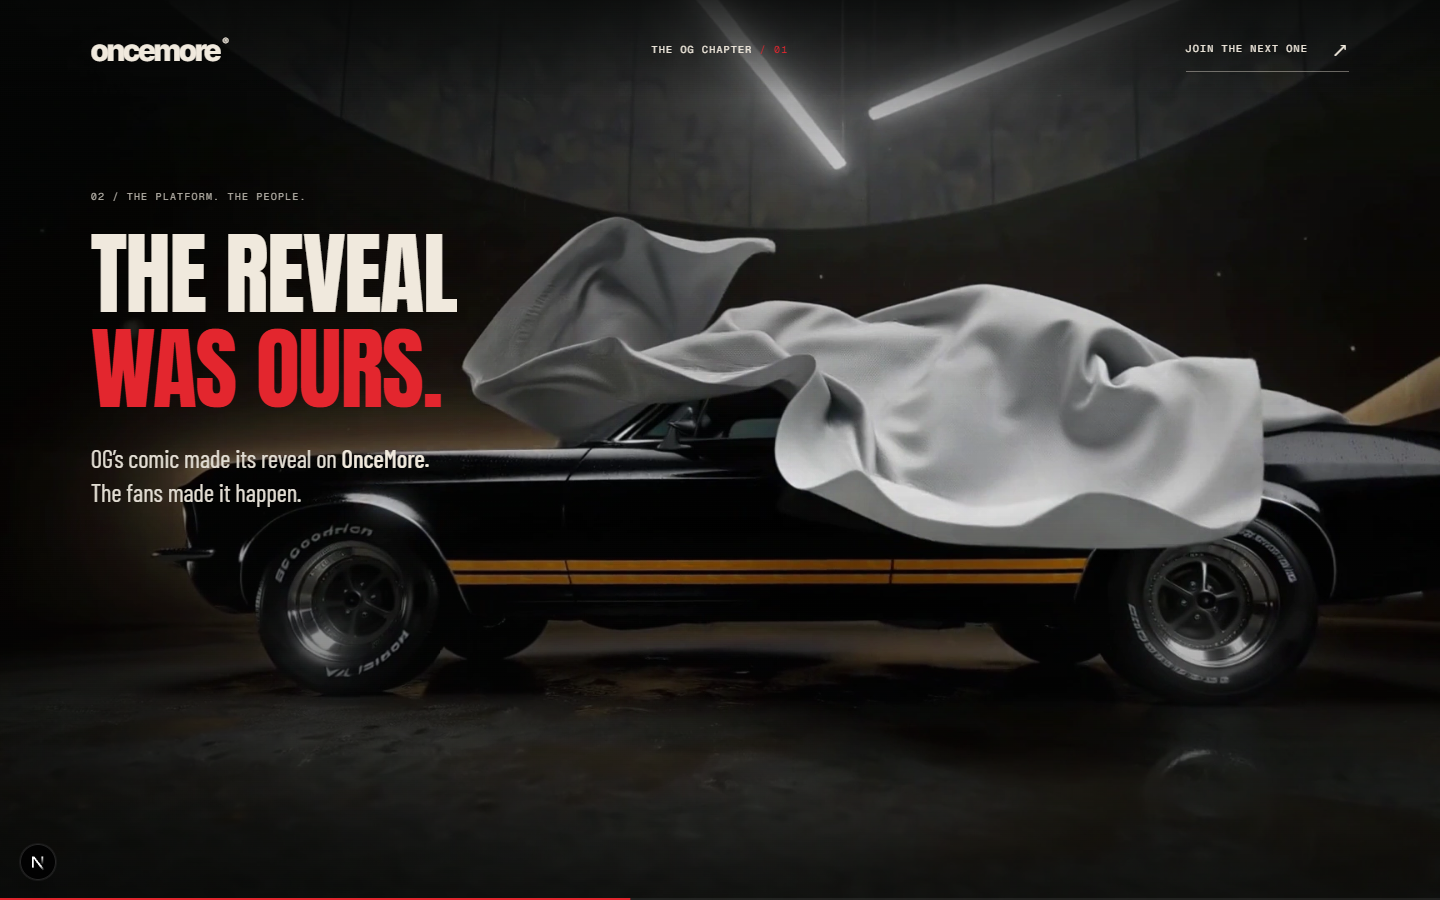 oncemore®
THE OG CHAPTER / 01
JOIN THE NEXT ONE ↗
02 / THE PLATFORM. THE PEOPLE.
THE REVEAL
WAS OURS.
OG's comic made its reveal on OnceMore.
The fans made it happen.
N